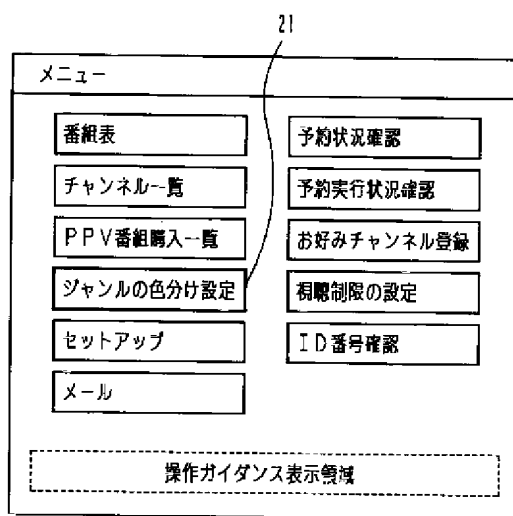 21
メニュー
番組表
チャンネル一覧
PPV番組購入一覧
ジャンルの色分け設定
セットアップ
メール
予約状況確認
予約実行状況確認
お好みチャンネル登録
視聴制限の設定
ID番号確認
操作ガイダンス表示領域